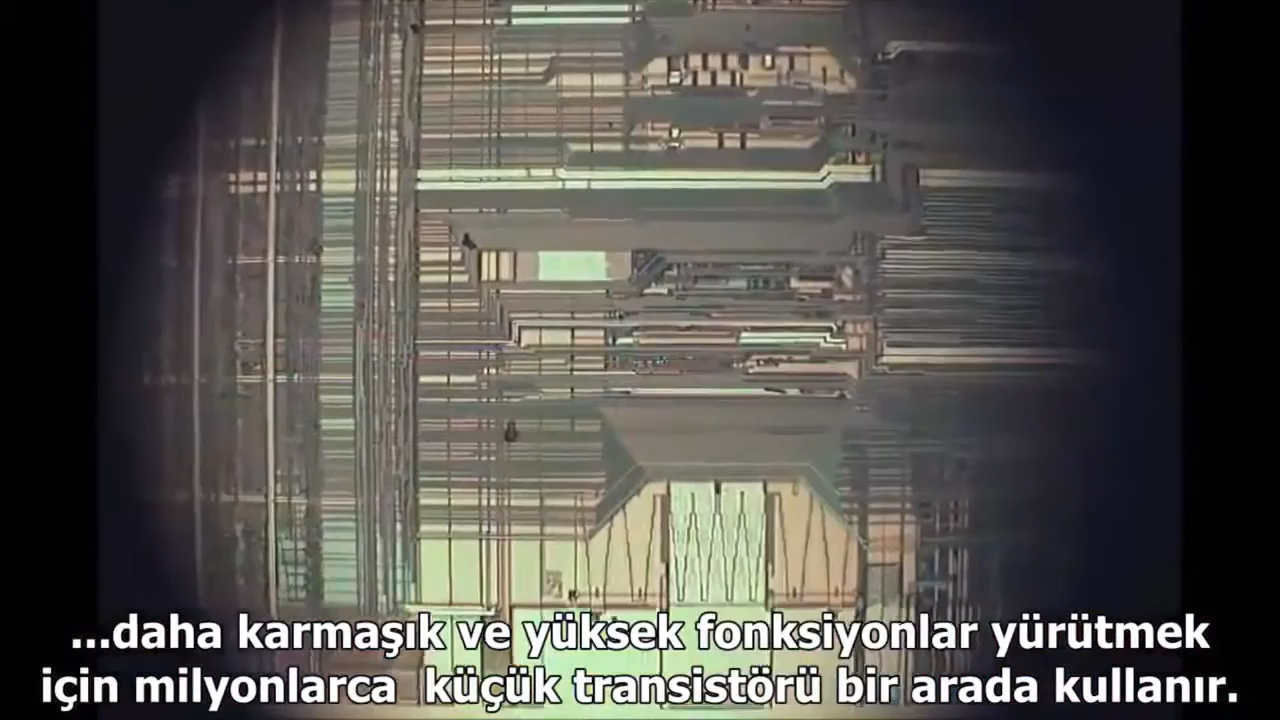 ...daha karmaşık ve yüksek fonksiyonlar yürütmek
için milyonlarca  küçük transistörü bir arada kullanır.